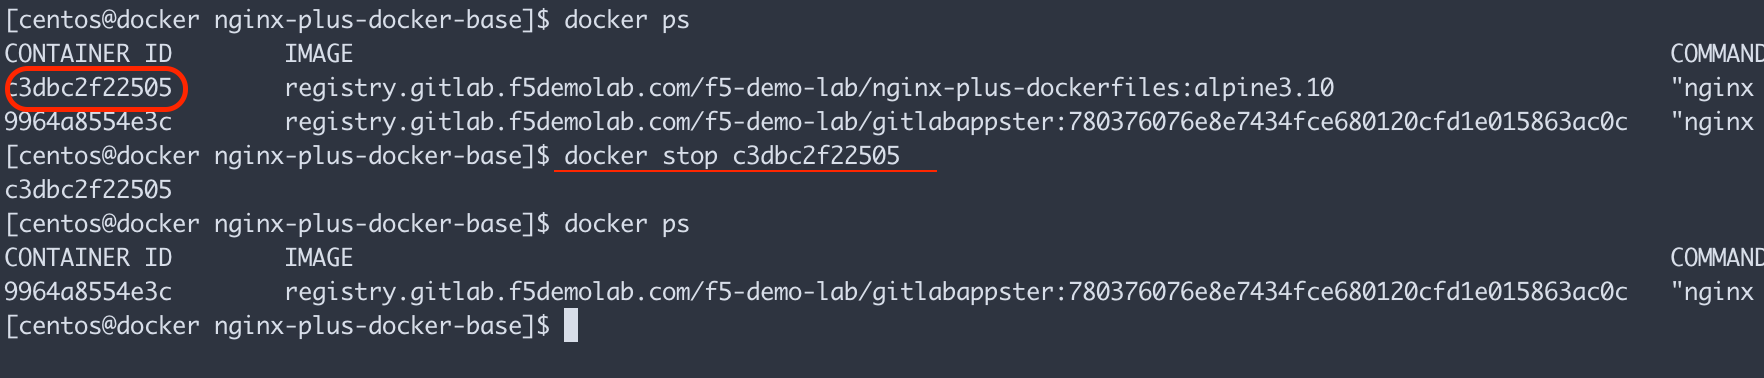 [centos@docker nginx-plus-docker-base]$ docker ps
CONTAINER ID        IMAGE                                                                                              COMMAND
c3dbc2f22505        registry.gitlab.f5demolab.com/f5-demo-lab/nginx-plus-dockerfiles:alpine3.10                        "nginx
9964a8554e3c        registry.gitlab.f5demolab.com/f5-demo-lab/gitlabappster:780376076e8e7434fce680120cfd1e015863ac0c   "nginx
[centos@docker nginx-plus-docker-base]$ docker stop c3dbc2f22505
c3dbc2f22505
[centos@docker nginx-plus-docker-base]$ docker ps
CONTAINER ID        IMAGE                                                                                              COMMAND
9964a8554e3c        registry.gitlab.f5demolab.com/f5-demo-lab/gitlabappster:780376076e8e7434fce680120cfd1e015863ac0c   "nginx
[centos@docker nginx-plus-docker-base]$